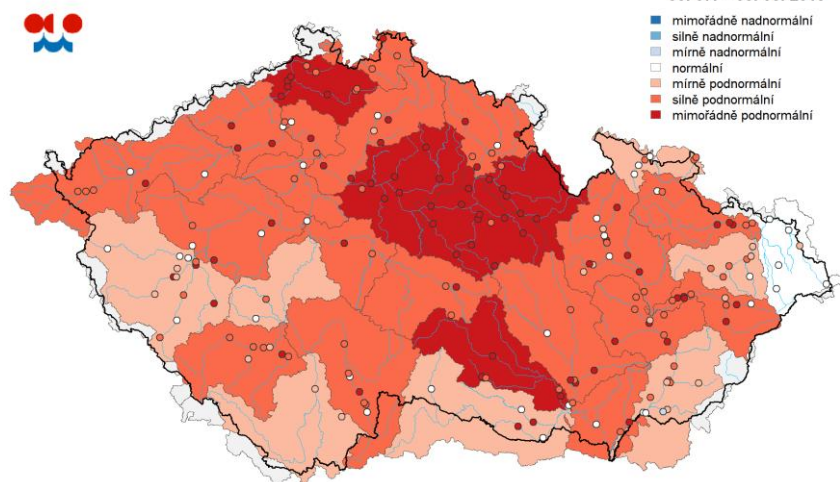 mimořádně nadnormální
silně nadnormální
mírně nadnormální
normální
mírně podnormální
silně podnormální
mimořádně podnormální